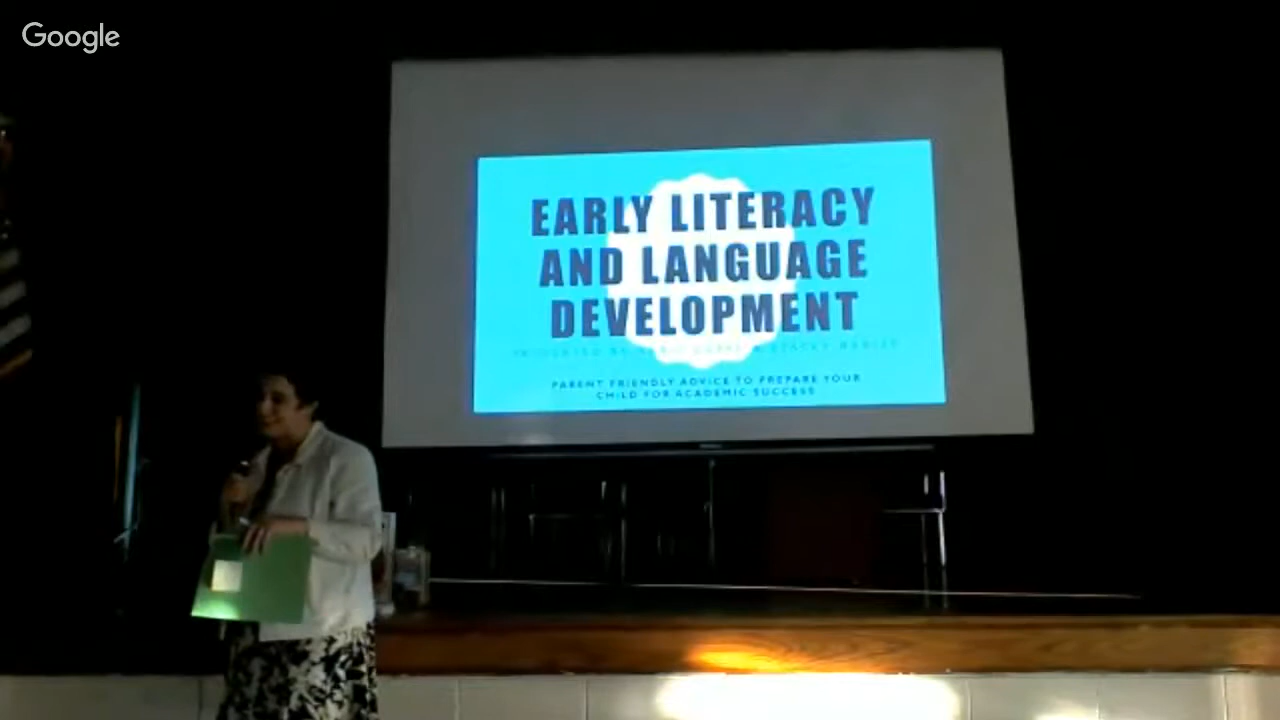 Google
EARLY LITERACY
AND LANGUAGE
DEVELOPMENT
PARENT FRIENDLY ADVICE TO PREPARE YOUR
CHILD FOR ACADEMIC SUCCESS